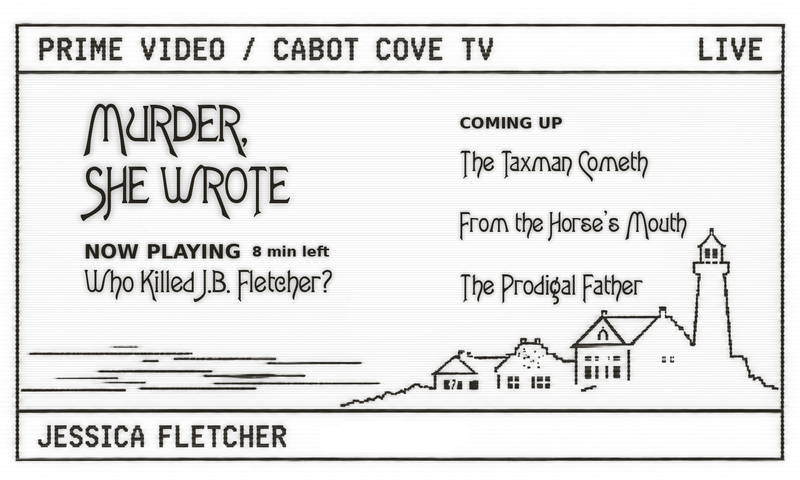 PRIME VIDEO / CABOT COVE TV
LIVE
MURDER,
SHE WROTE
NOW PLAYING 8 min left
Who Killed J.B. Fletcher?
COMING UP
The Taxman Cometh
From the Horse's Mouth
The Prodigal Father
JESSICA FLETCHER